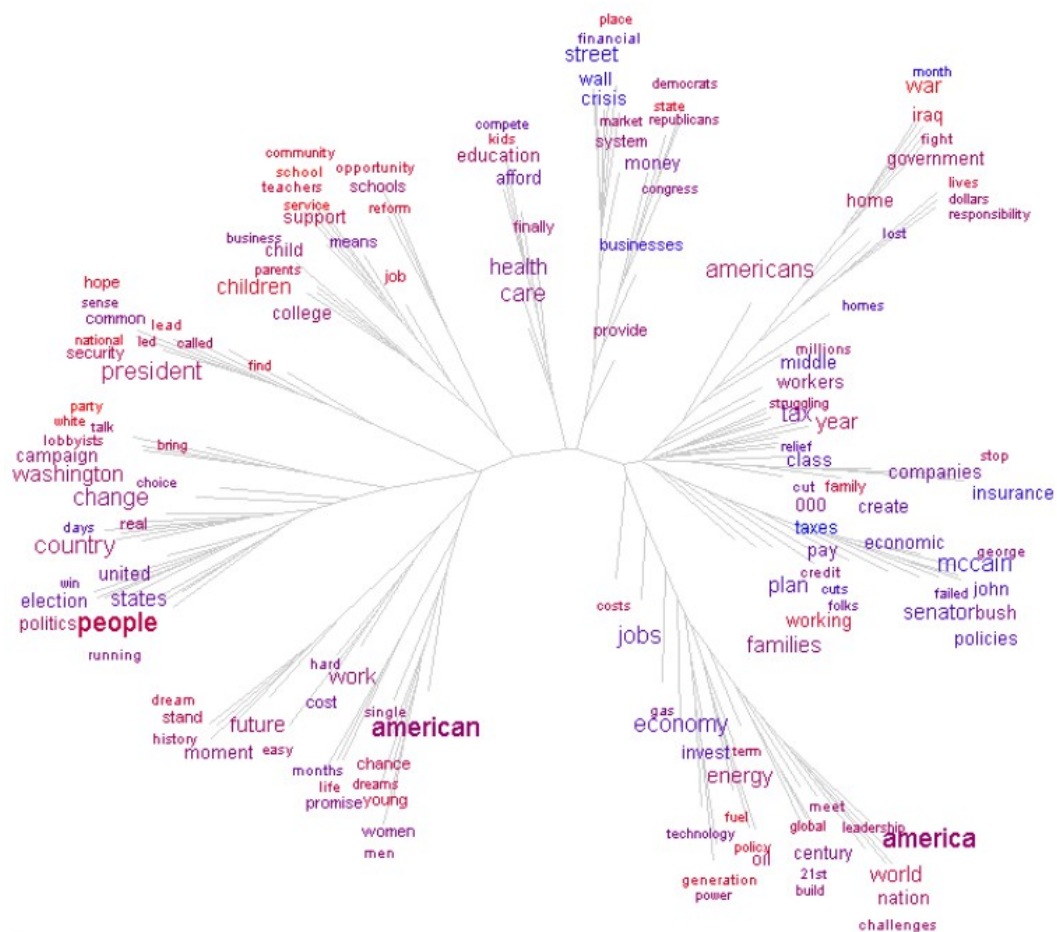 place
financial
street
wall
crisis
democrats
state
market republicans
system
money
congress
businesses
provide
month
war
iraq
fight
government
home
lives
dollars
responsibility
lost
americans
homes
compete
kids
education
afford
finally
health
care
community
school
teachers
opportunity
schools
service
support
reform
business
child
means
parents
children
job
college
hope
sense
common
lead
national
led
called
security
president
find
party
white
talk
lobbyists
campaign
bring
washington
choice
change
days
real
country
win
united
election
states
politics
people
running
millions
middle
workers
struggling
tax
year
relief
class
companies
stop
insurance
cut
family
000
create
taxes
economic
pay
george
mccain
credit
plan
cuts
failed
john
folks
senator
bush
working
families
policies
costs
jobs
hard
work
dream
stand
cost
single
future
american
history
moment
easy
months
chance
life
dreams
promise
young
women
men
gas
economy
invest
term
energy
fuel
meet
technology
global
leadership
america
policy
oil
century
generation
power
21st
build
world
nation
challenges